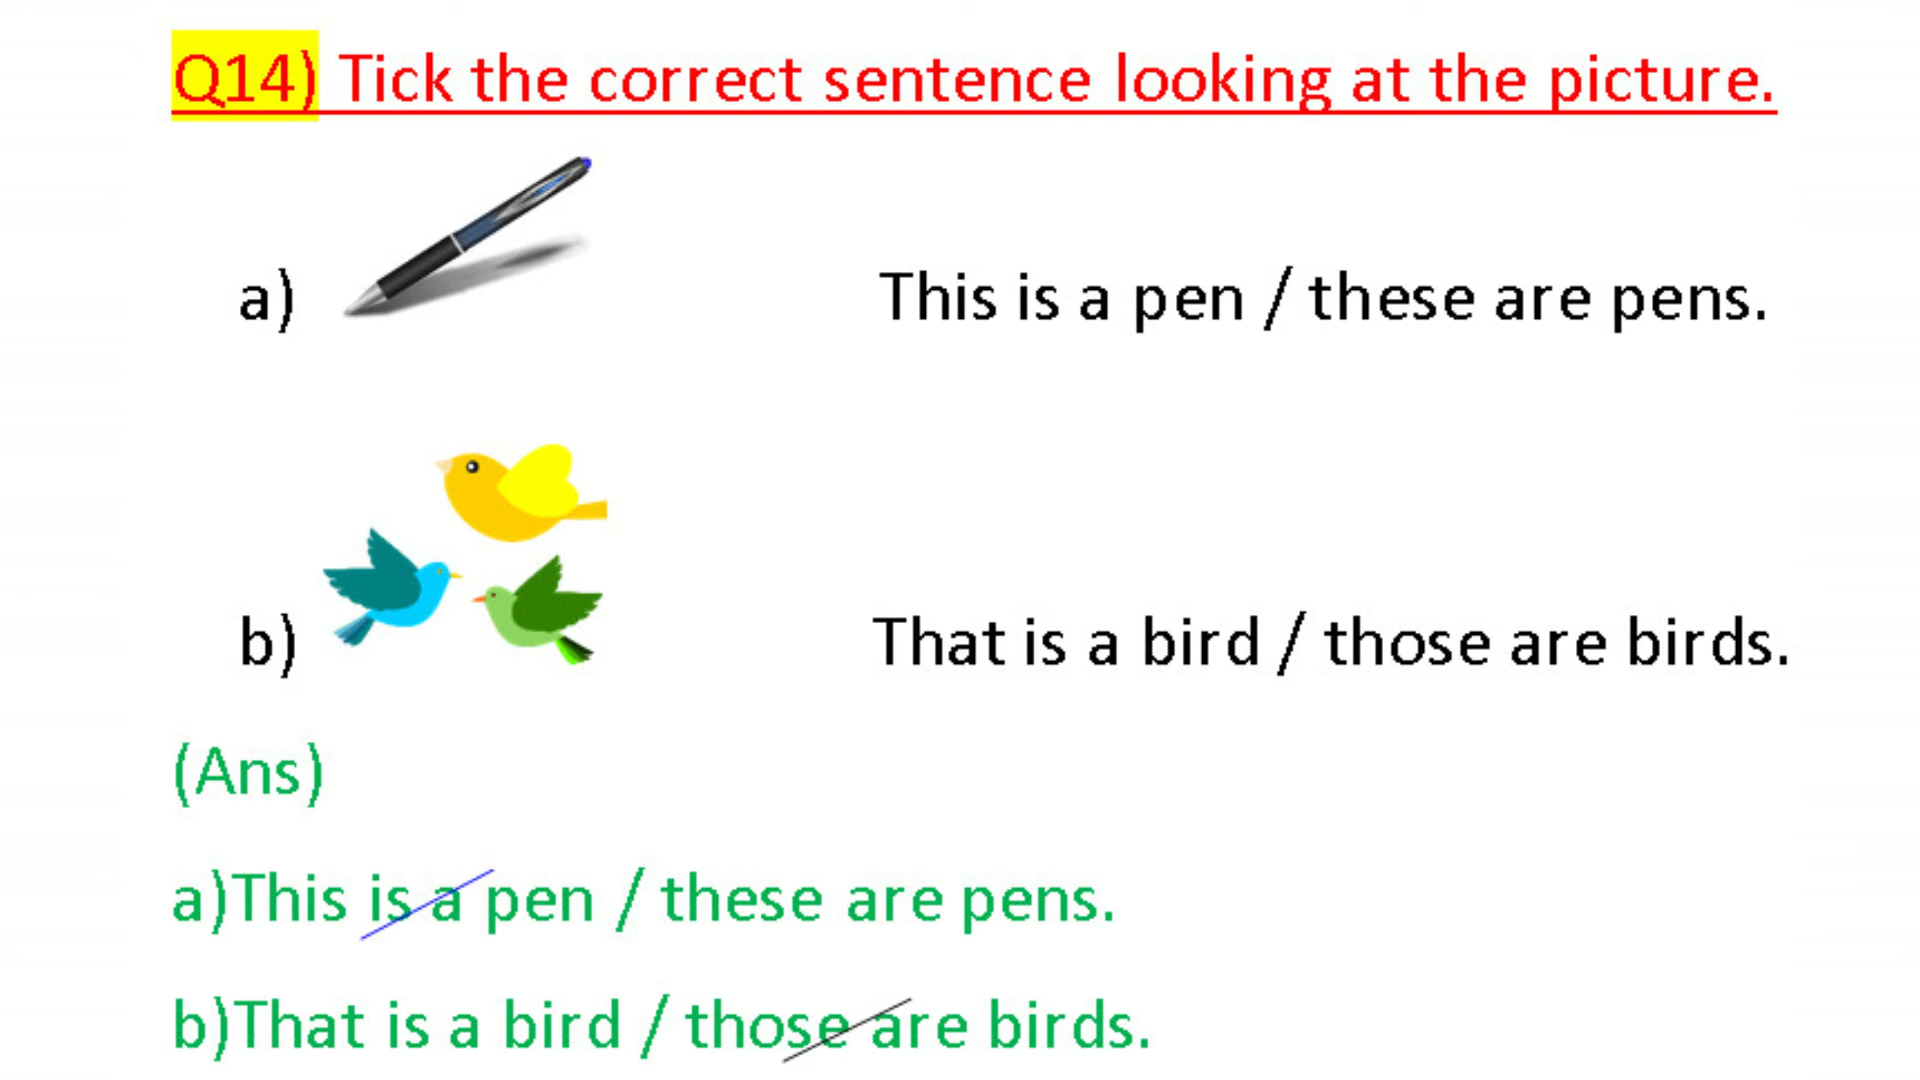 Q14) Tick the correct sentence looking at the picture.
a) This is a pen / these are pens.
b) That is a bird / those are birds.
(Ans)
a)This is a pen / these are pens.
b)That is a bird / those are birds.